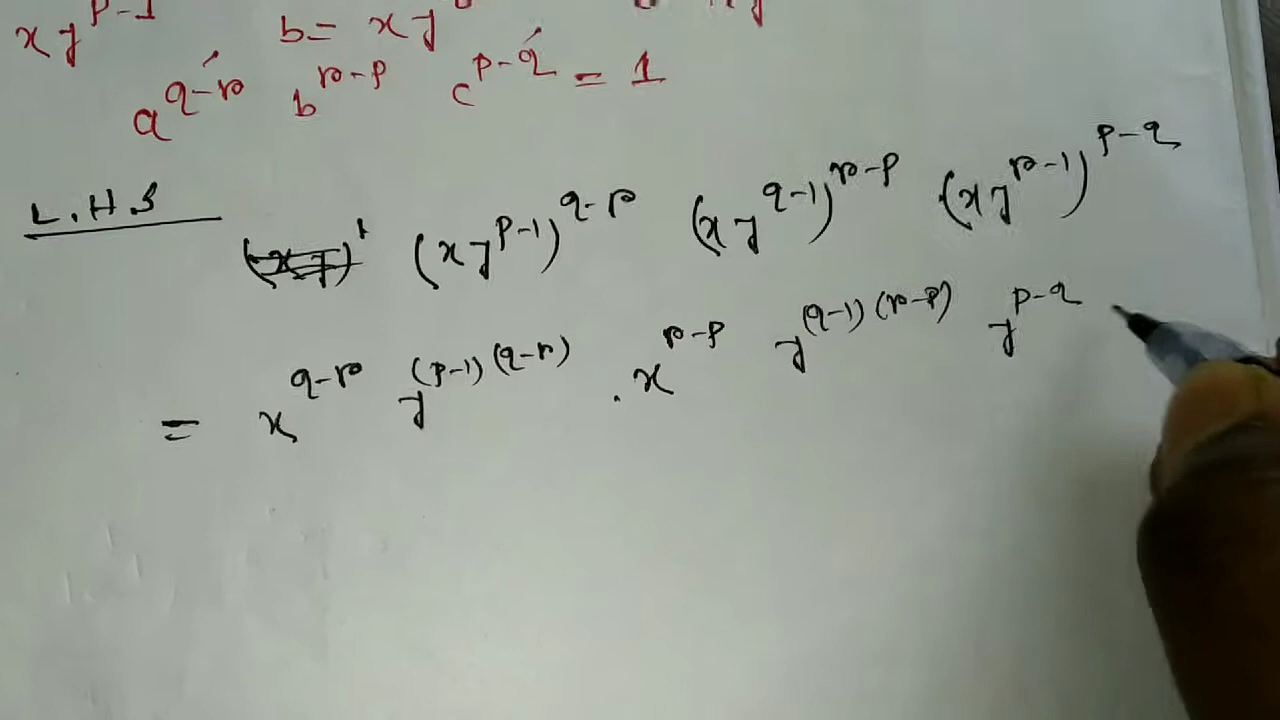 xy^{p-1} b = xy
a^{q-r} b^{r-p} c^{p-q} = 1
L.H.S
(xy^{p-1})^{q-r} (xy^{q-1})^{r-p} (xy^{r-1})^{p-q}
= x^{q-r} y^{(p-1)(q-r)} . x^{r-p} y^{(q-1)(r-p)} y^{p-q}